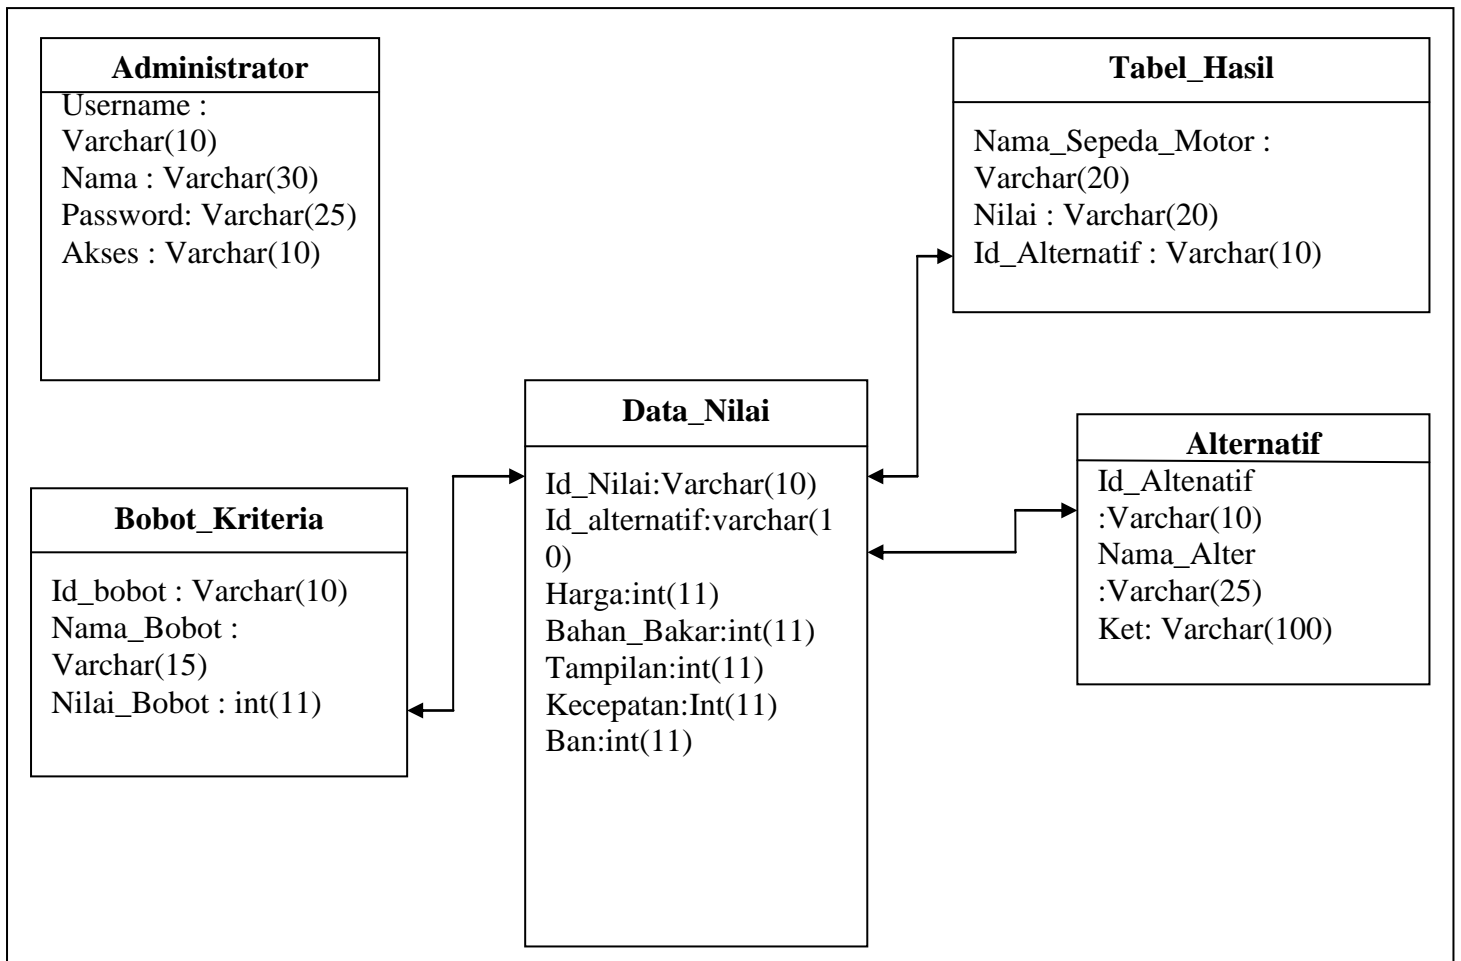 Administrator
Username :
Varchar(10)
Nama : Varchar(30)
Password: Varchar(25)
Akses : Varchar(10)
Tabel_Hasil
Nama_Sepeda_Motor :
Varchar(20)
Nilai : Varchar(20)
Id_Alternatif : Varchar(10)
Data_Nilai
Id_Nilai:Varchar(10)
Id_alternatif:varchar(1
0)
Harga:int(11)
Bahan_Bakar:int(11)
Tampilan:int(11)
Kecepatan:Int(11)
Ban:int(11)
Alternatif
Id_Altenatif
:Varchar(10)
Nama_Alter
:Varchar(25)
Ket: Varchar(100)
Bobot_Kriteria
Id_bobot : Varchar(10)
Nama_Bobot :
Varchar(15)
Nilai_Bobot : int(11)